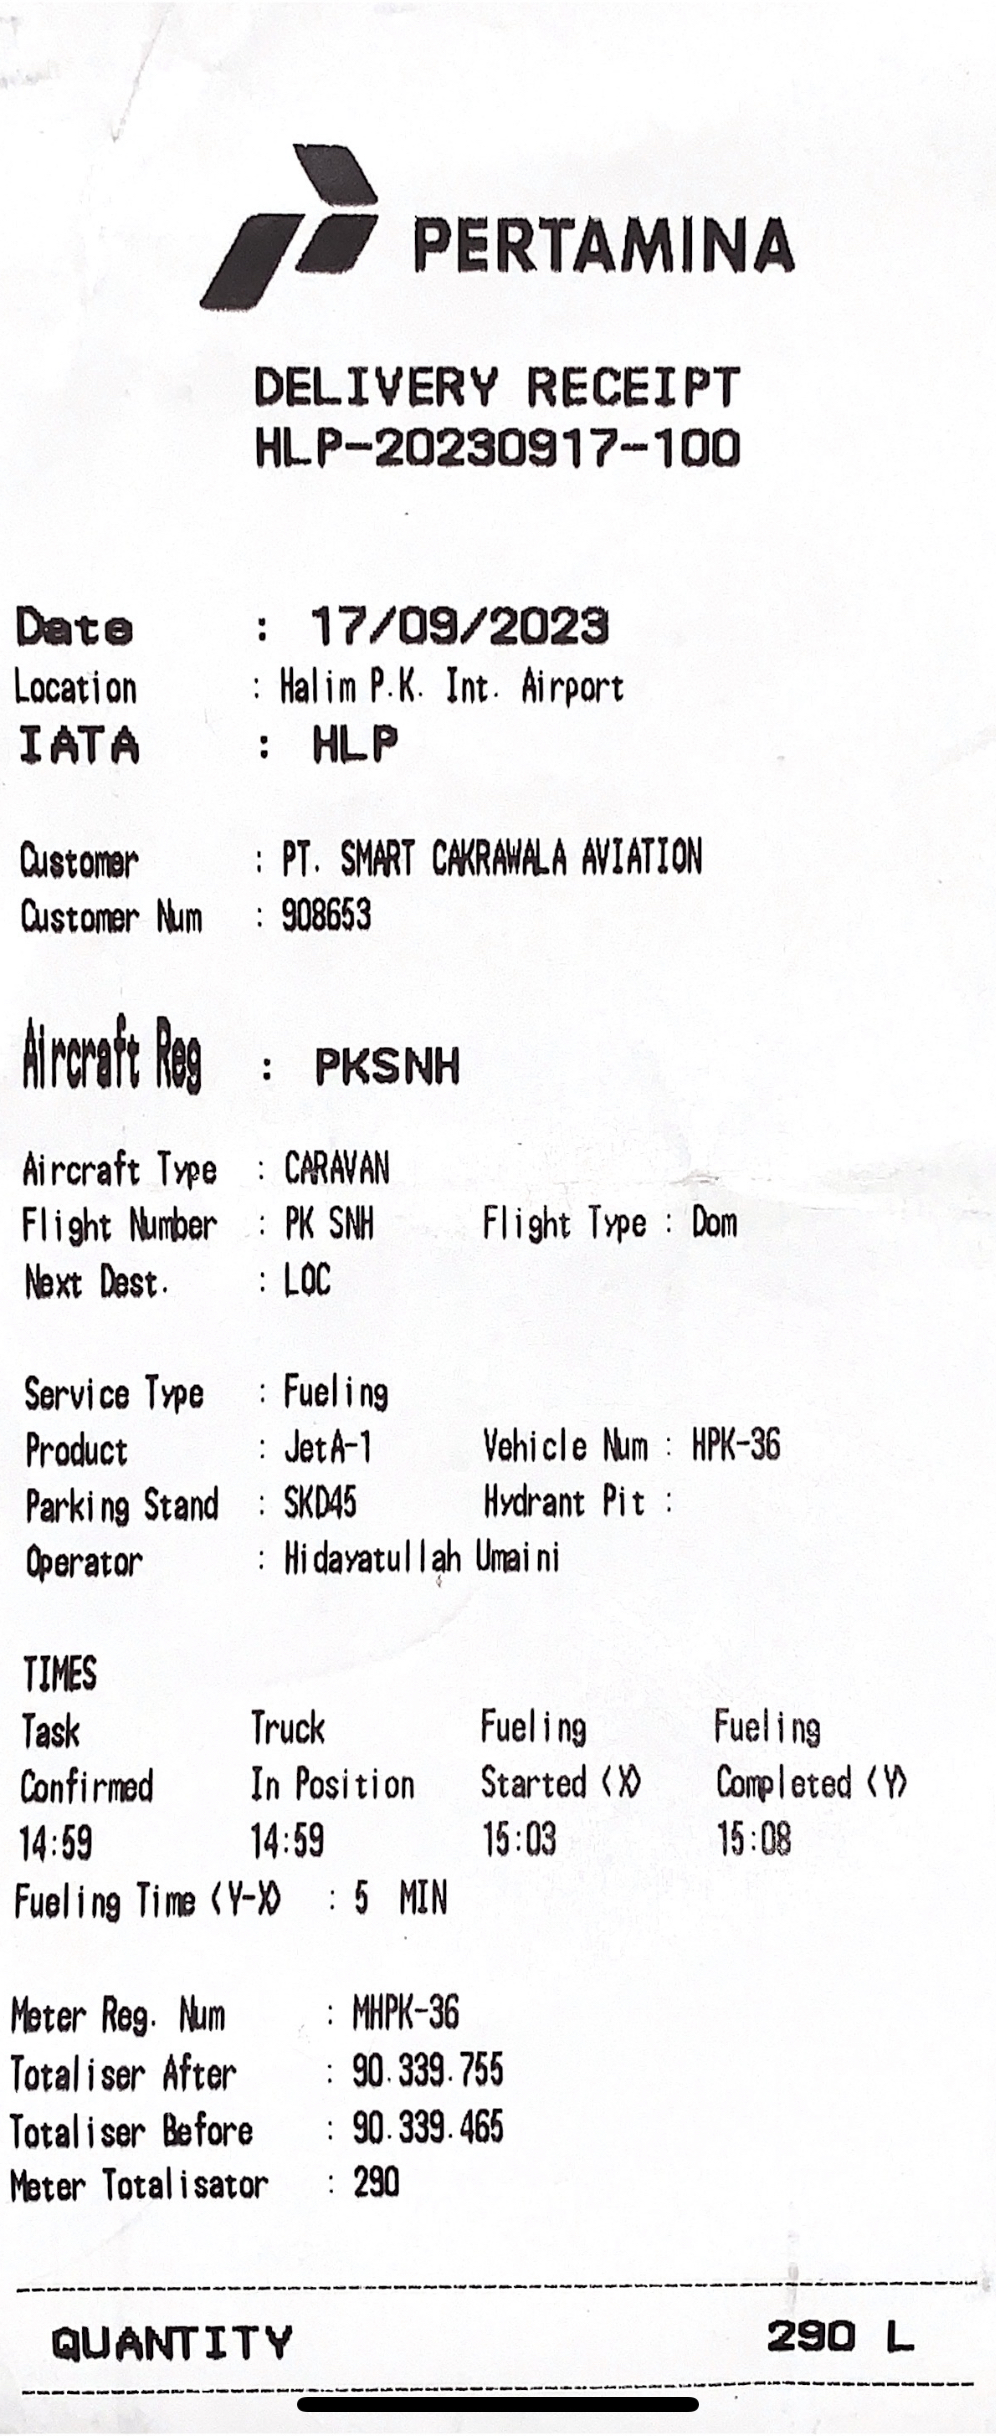 PERTAMINA
DELIVERY RECEIPT
HLP-20230917-100
Date : 17/09/2023
Location : Halim P.K. Int. Airport
IATA : HLP
Customer : PT. SMART CAKRAWALA AVIATION
Customer Num : 908653
Aircraft Reg : PKSNH
Aircraft Type : CARAVAN
Flight Number : PK SNH Flight Type : Dom
Next Dest. : LOC
Service Type : Fueling
Product : JetA-1 Vehicle Num : HPK-36
Parking Stand : SKD45 Hydrant Pit :
Operator : Hidayatullah Umaini
TIMES
Task Truck Fueling Fueling
Confirmed In Position Started (X) Completed (Y)
14:59 14:59 15:03 15:08
Fueling Time (Y-X) : 5 MIN
Meter Reg. Num : MHPK-36
Totaliser After : 90.339.755
Totaliser Before : 90.339.465
Meter Totalisator : 290
QUANTITY 290 L